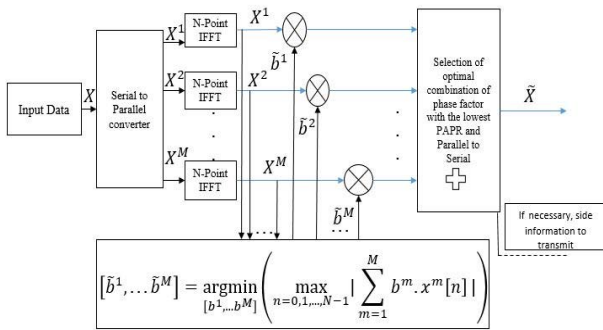 Input Data
X
Serial to
Parallel
converter
X^1
N-Point
IFFT
X^1
b̃^1
X^2
N-Point
IFFT
X^2
b̃^2
X^M
N-Point
IFFT
X^M
b̃^M
...
...
Selection of
optimal
combination of
phase factor
with the lowest
PAPR and
Parallel to
Serial
X̃
If necessary, side
information to
transmit
[b̃^1, … b̃^M] = argmin_{[b^1,…b^M]} ( max_{n=0,1,…,N−1} | ∑_{m=1}^{M} b^m . x^m[n] | )